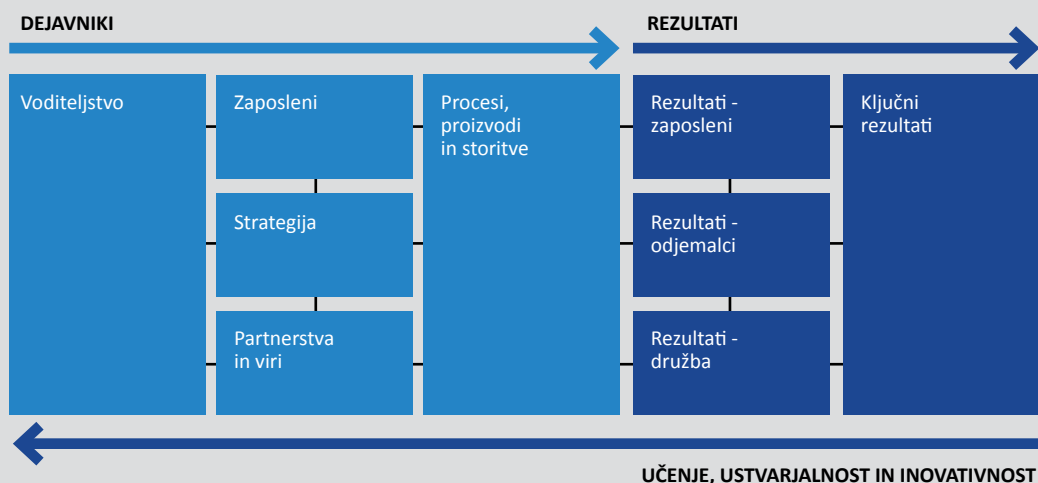 DEJAVNIKI
REZULTATI
Voditeljstvo
Zaposleni
Procesi,
proizvodi
in storitve
Rezultati -
zaposleni
Ključni
rezultati
Strategija
Rezultati -
odjemalci
Partnerstva
in viri
Rezultati -
družba
UČENJE, USTVARJALNOST IN INOVATIVNOST